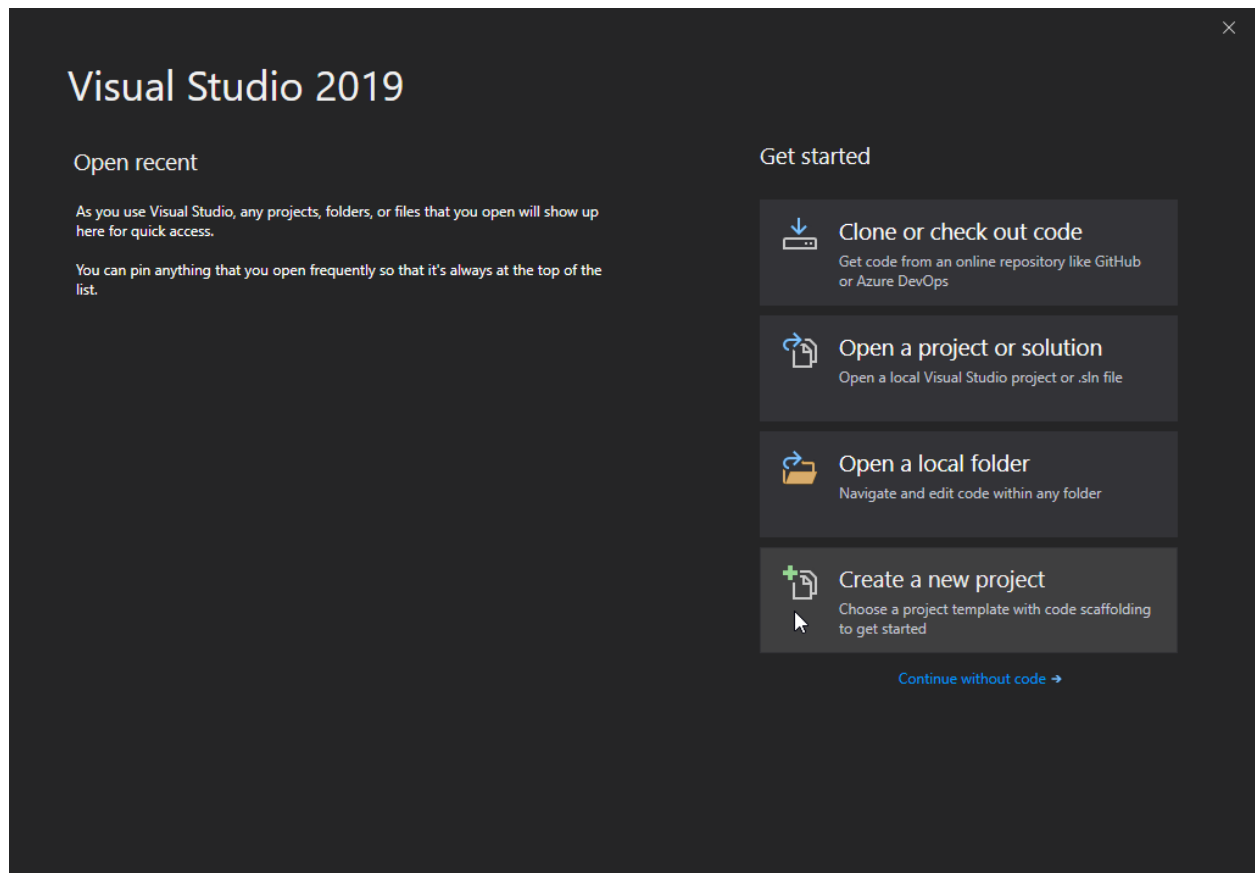 Visual Studio 2019
Open recent
As you use Visual Studio, any projects, folders, or files that you open will show up
here for quick access.
You can pin anything that you open frequently so that it's always at the top of the
list.
Get started
Clone or check out code
Get code from an online repository like GitHub
or Azure DevOps
Open a project or solution
Open a local Visual Studio project or .sln file
Open a local folder
Navigate and edit code within any folder
Create a new project
Choose a project template with code scaffolding
to get started
Continue without code →